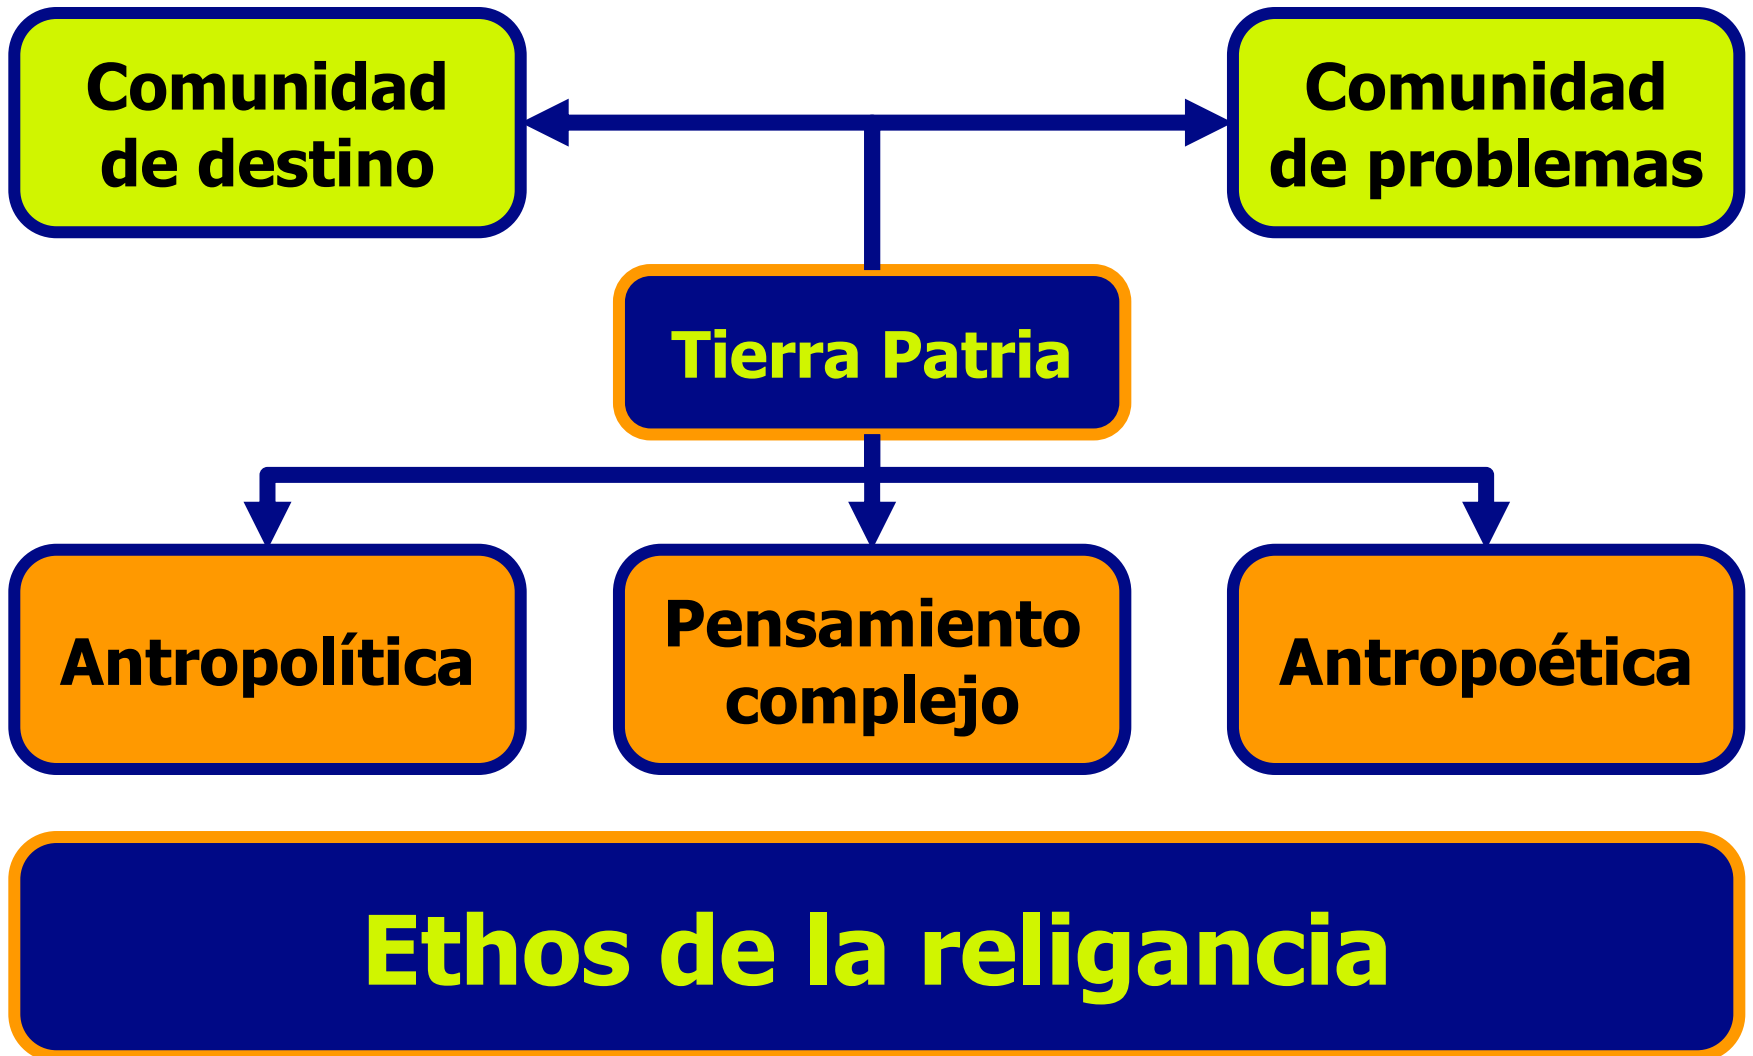 Comunidad
de destino
Comunidad
de problemas
Tierra Patria
Antropolítica
Pensamiento
complejo
Antropoética
Ethos de la religancia